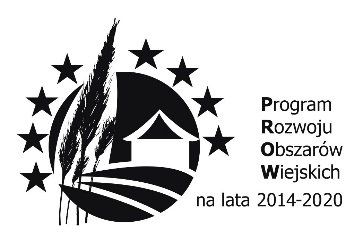 Program
Rozwoju
Obszarów
Wiejskich
na lata 2014-2020